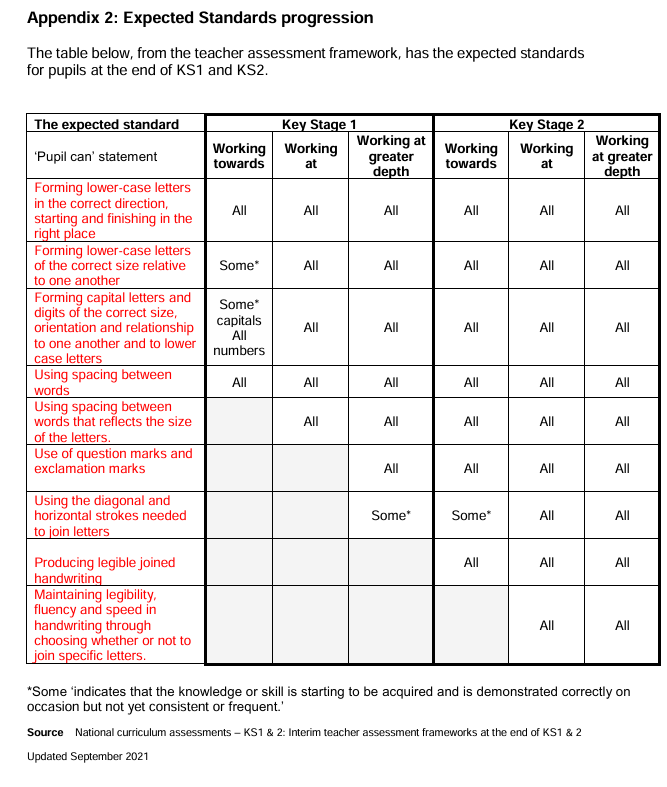 Appendix 2: Expected Standards progression
The table below, from the teacher assessment framework, has the expected standards
for pupils at the end of KS1 and KS2.
The expected standard Key Stage 1 Key Stage 2
‘Pupil can’ statement Working towards Working at Working at greater depth Working towards Working at Working at greater depth
Forming lower-case letters
in the correct direction,
starting and finishing in the
right place
All All All All All All
Forming lower-case letters
of the correct size relative
to one another
Some* All All All All All
Forming capital letters and
digits of the correct size,
orientation and relationship
to one another and to lower
case letters
Some*
capitals
All
numbers
All All All All All
Using spacing between
words
All All All All All All
Using spacing between
words that reflects the size
of the letters.
All All All All All
Use of question marks and
exclamation marks
All All All All
Using the diagonal and
horizontal strokes needed
to join letters
Some* Some* All All
Producing legible joined
handwriting
All All All
Maintaining legibility,
fluency and speed in
handwriting through
choosing whether or not to
join specific letters.
All All
*Some ‘indicates that the knowledge or skill is starting to be acquired and is demonstrated correctly on
occasion but not yet consistent or frequent.’
Source National curriculum assessments – KS1 & 2: Interim teacher assessment frameworks at the end of KS1 & 2
Updated September 2021